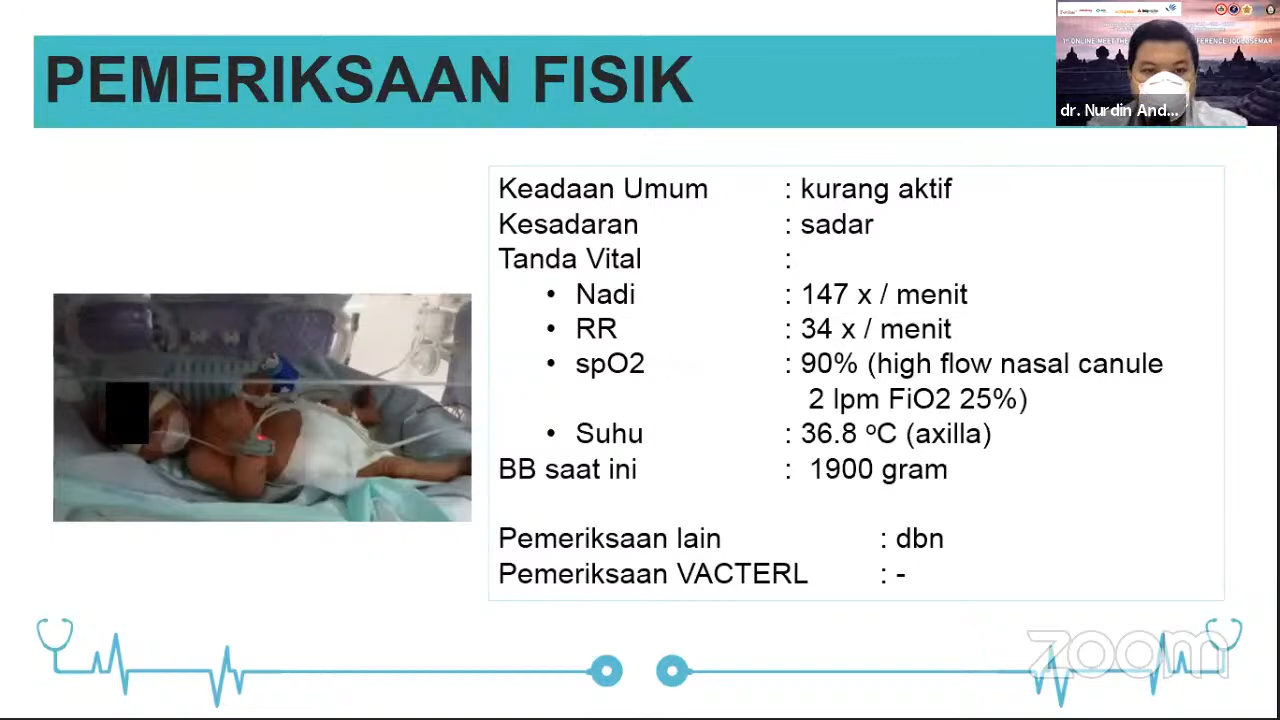 PEMERIKSAAN FISIK
dr. Nurdin And...
Keadaan Umum : kurang aktif
Kesadaran : sadar
Tanda Vital :
• Nadi : 147 x / menit
• RR : 34 x / menit
• spO2 : 90% (high flow nasal canule
2 lpm FiO2 25%)
• Suhu : 36.8 ºC (axilla)
BB saat ini : 1900 gram
Pemeriksaan lain : dbn
Pemeriksaan VACTERL : -
zoom